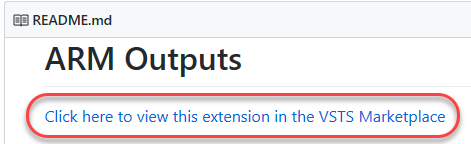 README.md
ARM Outputs
Click here to view this extension in the VSTS Marketplace